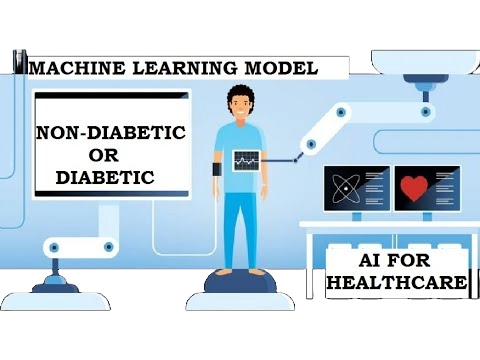 MACHINE LEARNING MODEL
NON-DIABETIC
OR
DIABETIC
AI FOR
HEALTHCARE